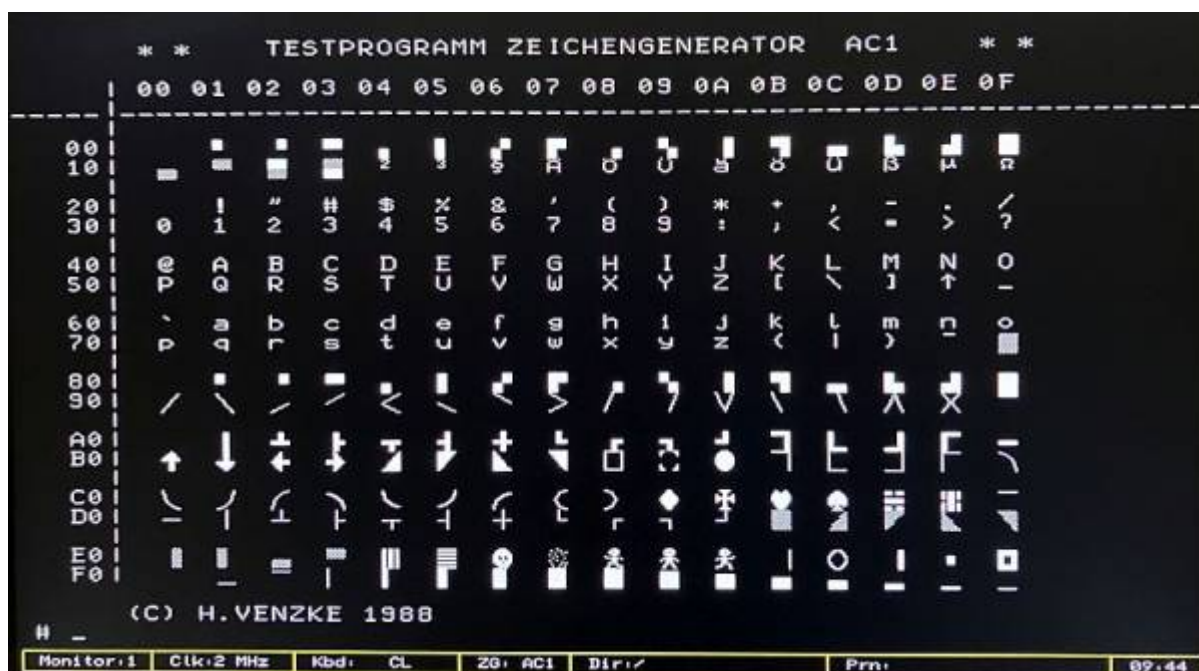 * * TESTPROGRAMM ZEICHENGENERATOR AC1 * *
00 01 02 03 04 05 06 07 08 09 0A 0B 0C 0D 0E 0F
00
10 2 3 § Ä Ö Ü ä ö ü ß µ Ω
20 ! " # $ % & ' ( ) * + , - . /
30 0 1 2 3 4 5 6 7 8 9 : ; < = > ?
40 @ A B C D E F G H I J K L M N O
50 P Q R S T U V W X Y Z [ \ ] ↑ _
60 ` a b c d e f g h i j k l m n o
70 p q r s t u v w x y z { | }
80
90
A0
B0
C0
D0
E0
F0
(C) H.VENZKE 1988
# _
Monitor:1 Clk:2 MHz Kbd: CL ZG: AC1 Dir:/ Prn: 09:44